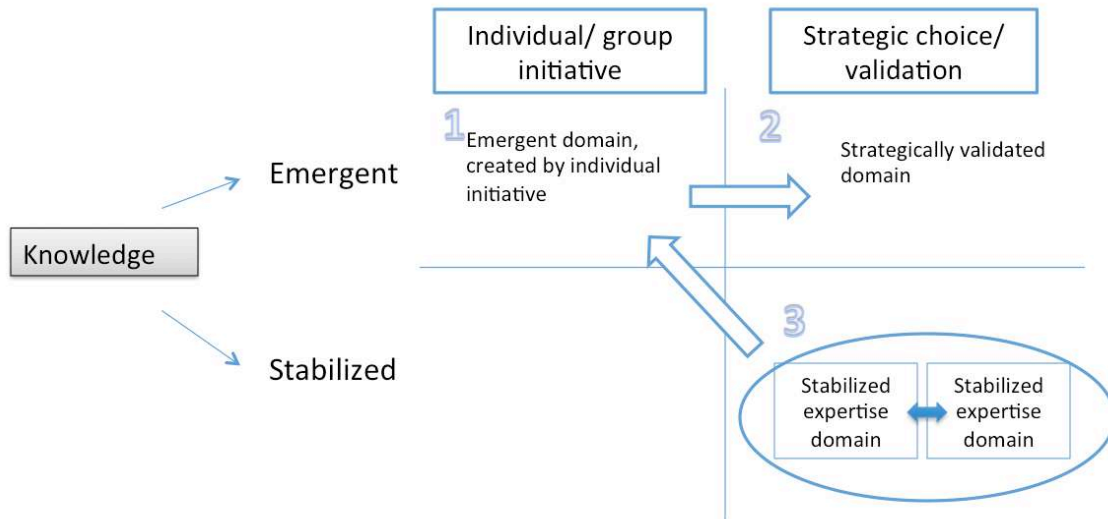 Individual/ group
initiative
Strategic choice/
validation
1
Emergent domain,
created by individual
initiative
2
Strategically validated
domain
Emergent
Knowledge
Stabilized
3
Stabilized
expertise
domain
Stabilized
expertise
domain